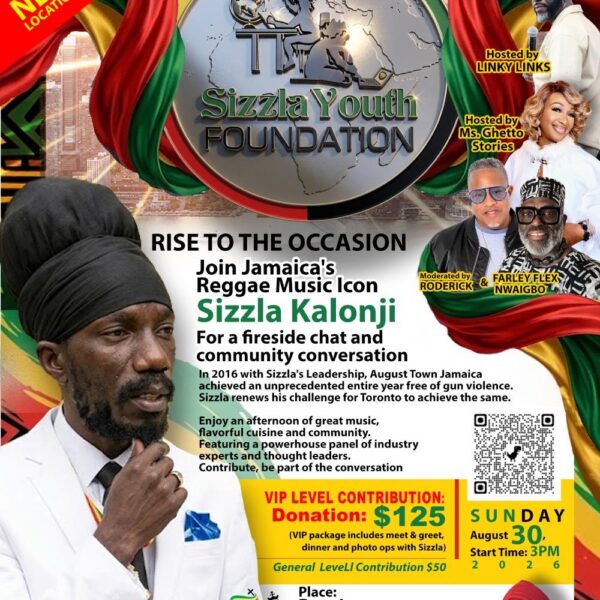 NEW
LOCATION
Sizzla Youth
FOUNDATION
Hosted by
LINKY LINKS
Hosted by
Ms. Ghetto
Stories
Moderated by
RODERICK & FARLEY FLEX
NWAIGBO
RISE TO THE OCCASION
Join Jamaica's
Reggae Music Icon
Sizzla Kalonji
For a fireside chat and
community conversation
In 2016 with Sizzla's Leadership, August Town Jamaica
achieved an unprecedented entire year free of gun violence.
Sizzla renews his challenge for Toronto to achieve the same.
Enjoy an afternoon of great music,
flavorful cuisine and community.
Featuring a powerhouse panel of industry
experts and thought leaders.
Contribute, be part of the conversation
VIP LEVEL CONTRIBUTION:
Donation: $125
(VIP package includes meet & greet,
dinner and photo ops with Sizzla)
General LeveLl Contribution $50
SUNDAY
August 30,
Start Time: 3PM
2026
Place: